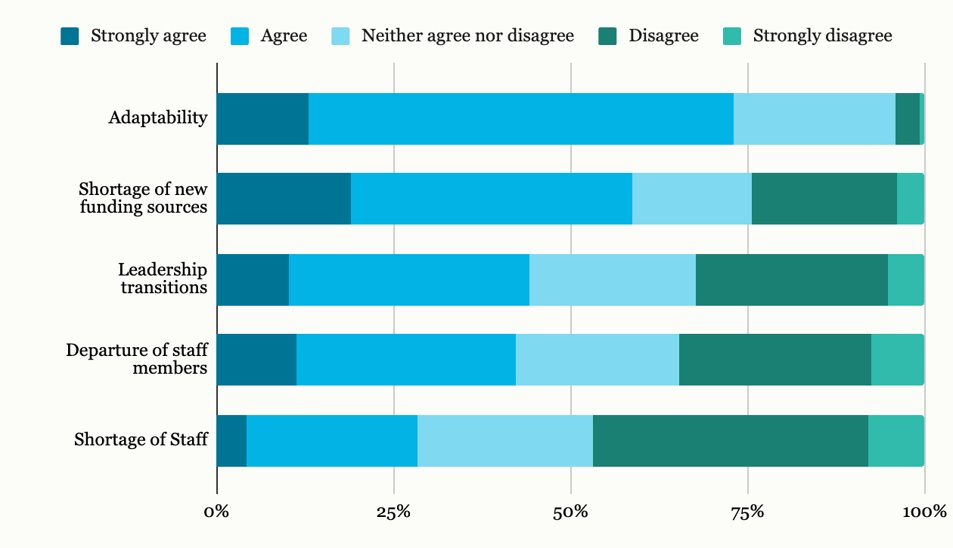 Strongly agree Agree Neither agree nor disagree Disagree Strongly disagree
Adaptability
Shortage of new
funding sources
Leadership
transitions
Departure of staff
members
Shortage of Staff
0% 25% 50% 75% 100%